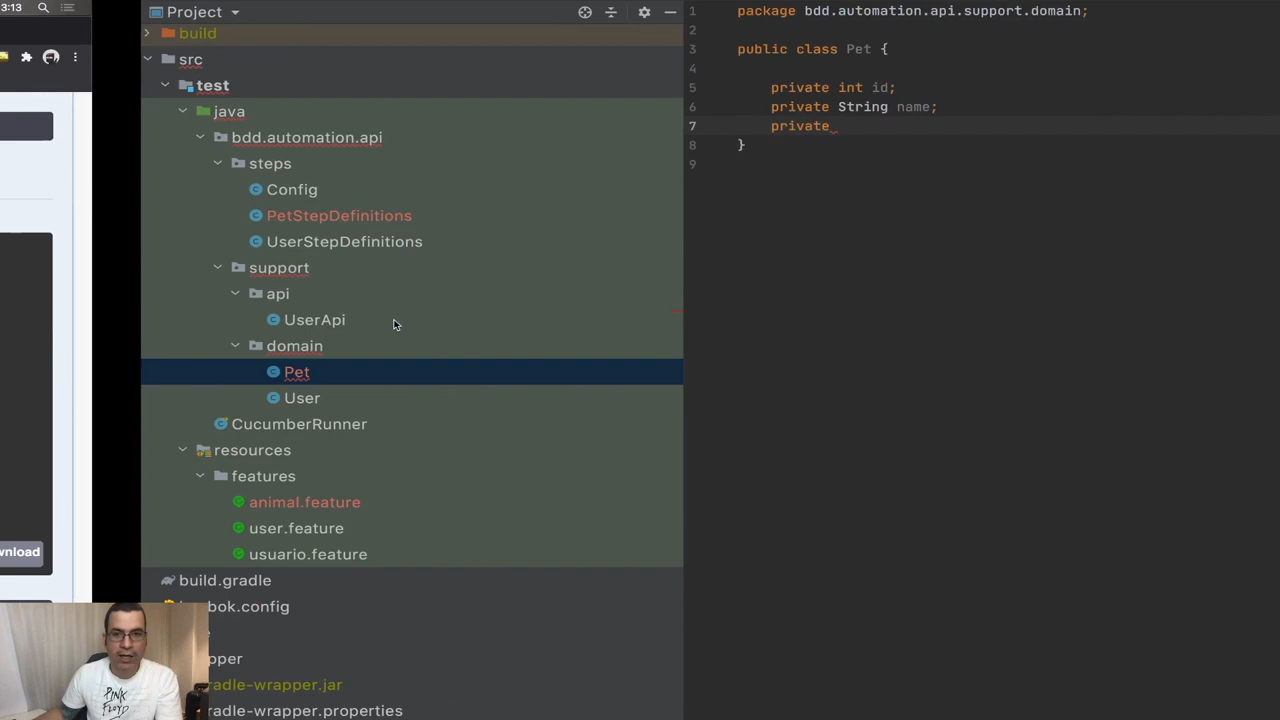 3:13
Project
build
src
test
java
bdd.automation.api
steps
Config
PetStepDefinitions
UserStepDefinitions
support
api
UserApi
domain
Pet
User
CucumberRunner
resources
features
animal.feature
user.feature
usuario.feature
build.gradle
bok.config
e
pper
radle-wrapper.jar
radle-wrapper.properties
wnload
PINK
FLOYD
1 package bdd.automation.api.support.domain;
2
3 public class Pet {
4
5 private int id;
6 private String name;
7 private
8 }
9